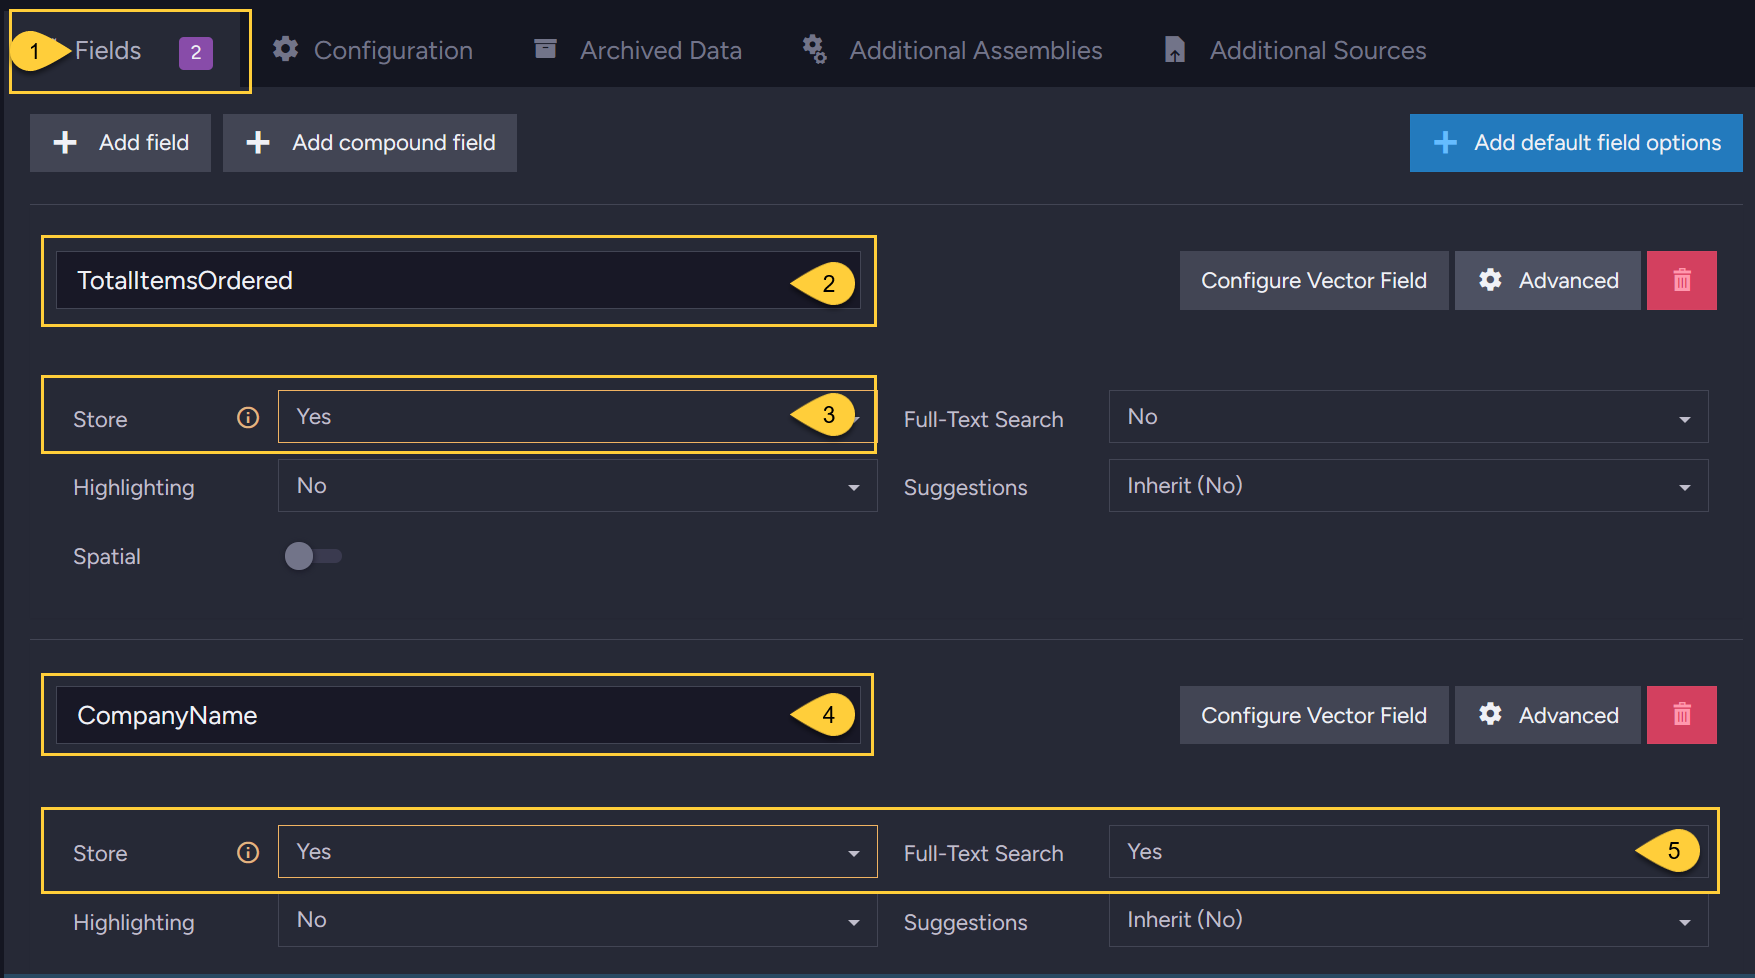 1 Fields 2 Configuration Archived Data Additional Assemblies Additional Sources
Add field Add compound field Add default field options
TotalItemsOrdered 2 Configure Vector Field Advanced
Store Yes 3 Full-Text Search No
Highlighting No Suggestions Inherit (No)
Spatial
CompanyName 4 Configure Vector Field Advanced
Store Yes Full-Text Search Yes 5
Highlighting No Suggestions Inherit (No)